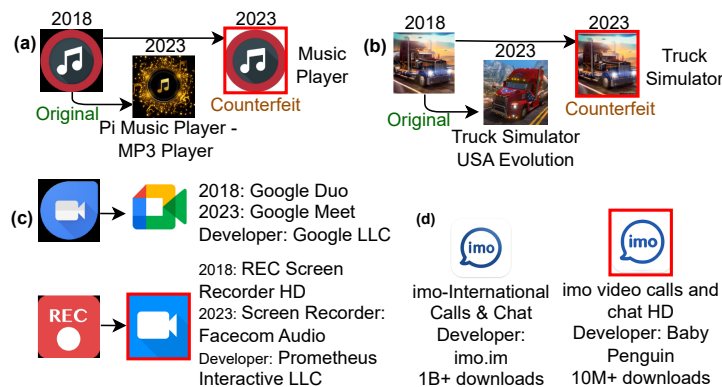 (a)
2018
2023
2023
Music
Player
Original
Counterfeit
Pi Music Player -
MP3 Player
(b)
2018
2023
2023
Truck
Simulator
Original
Counterfeit
Truck Simulator
USA Evolution
(c)
2018: Google Duo
2023: Google Meet
Developer: Google LLC
REC
2018: REC Screen
Recorder HD
2023: Screen Recorder:
Facecom Audio
Developer: Prometheus
Interactive LLC
(d)
imo
imo-International
Calls & Chat
Developer:
imo.im
1B+ downloads
imo
imo video calls and
chat HD
Developer: Baby
Penguin
10M+ downloads